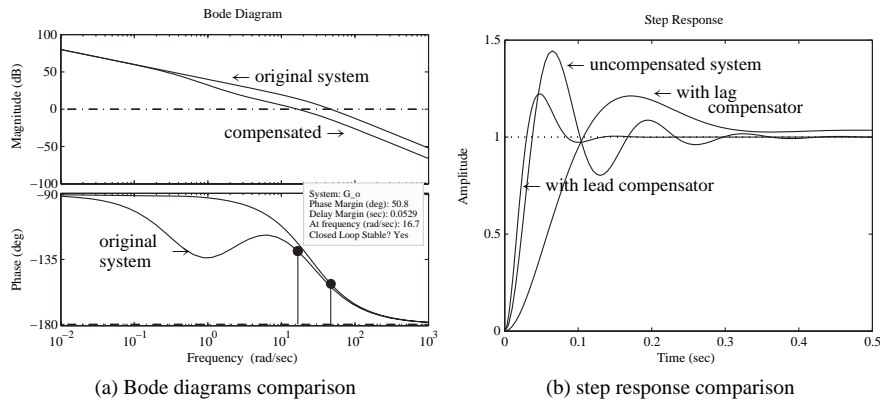 Bode Diagram
100
50
0
−50
−100
Magnitude (dB)
← original system
compensated →
−90
−135
−180
Phase (deg)
original system →
System: G_o
Phase Margin (deg): 50.8
Delay Margin (sec): 0.0529
At frequency (rad/sec): 16.7
Closed Loop Stable? Yes
10^−2 10^−1 10^0 10^1 10^2 10^3
Frequency (rad/sec)
(a) Bode diagrams comparison
Step Response
1.5
1
0.5
0
Amplitude
← uncompensated system
← with lag
compensator
← with lead compensator
0 0.1 0.2 0.3 0.4 0.5
Time (sec)
(b) step response comparison